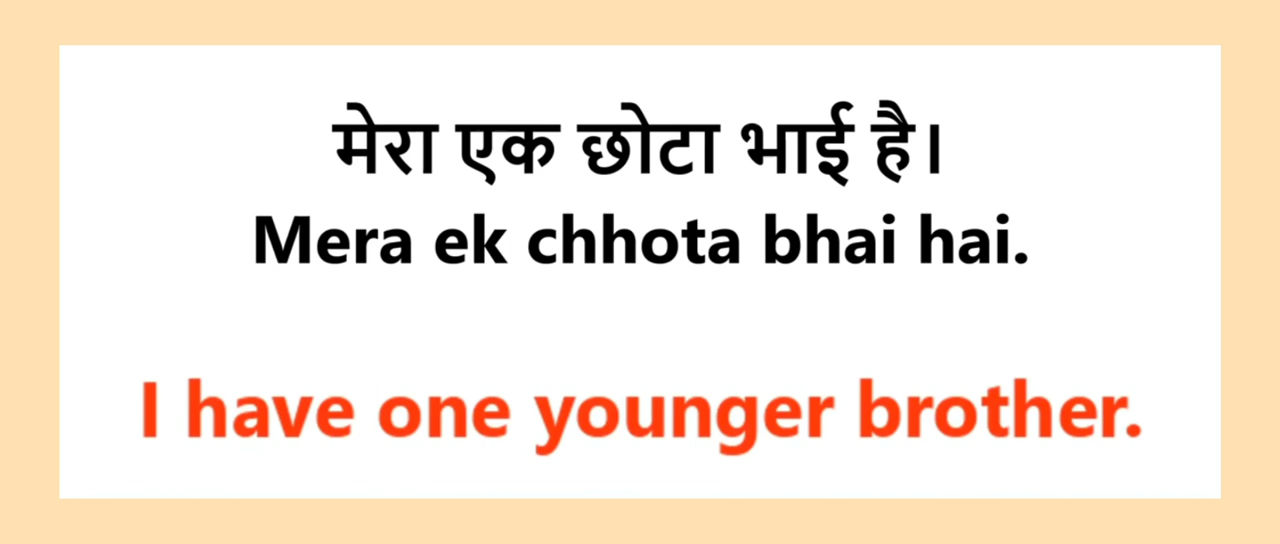 मेरा एक छोटा भाई है।
Mera ek chhota bhai hai.
I have one younger brother.